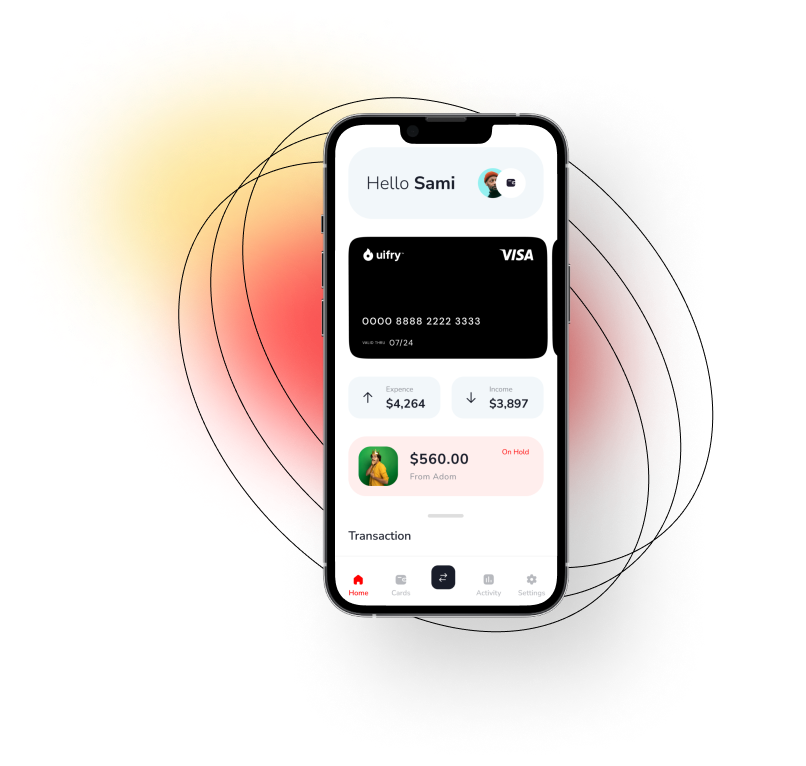 Hello Sami
uifry™
VISA
0000 8888 2222 3333
VALID THRU 07/24
Expence
$4,264
Income
$3,897
$560.00
On Hold
From Adom
Transaction
Home
Cards
Activity
Settings